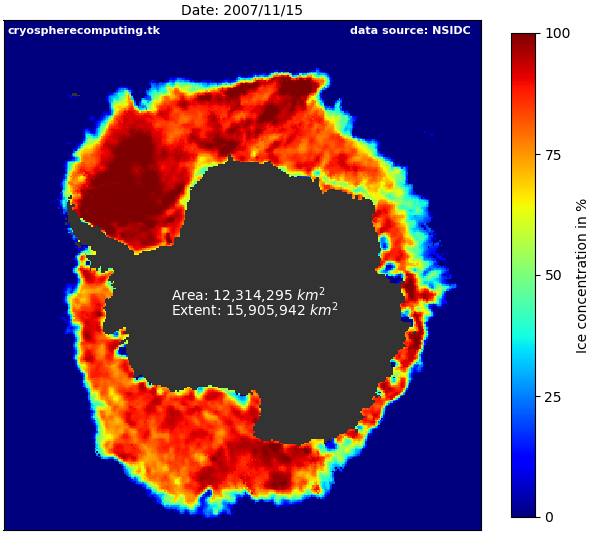 Date: 2007/11/15
cryospherecomputing.tk
data source: NSIDC
Area: 12,314,295 km²
Extent: 15,905,942 km²
100
75
50
25
0
Ice concentration in %